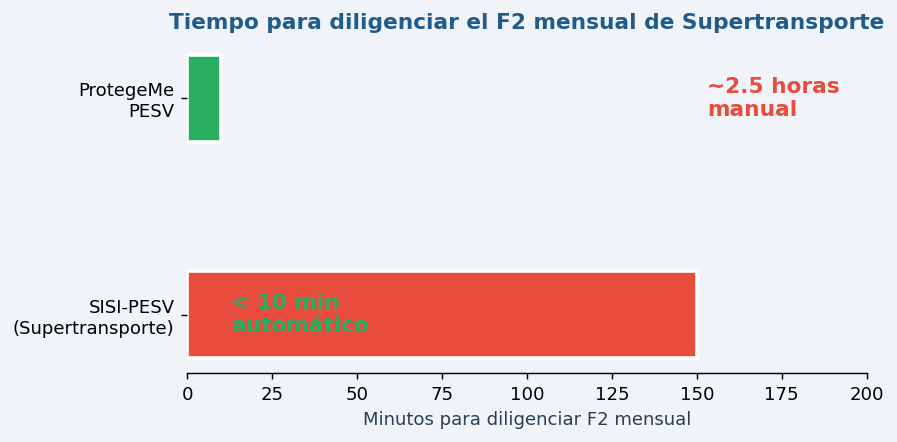 Tiempo para diligenciar el F2 mensual de Supertransporte
ProtegeMe
PESV
~2.5 horas
manual
SISI-PESV
(Supertransporte)
< 10 min
automático
0 25 50 75 100 125 150 175 200
Minutos para diligenciar F2 mensual